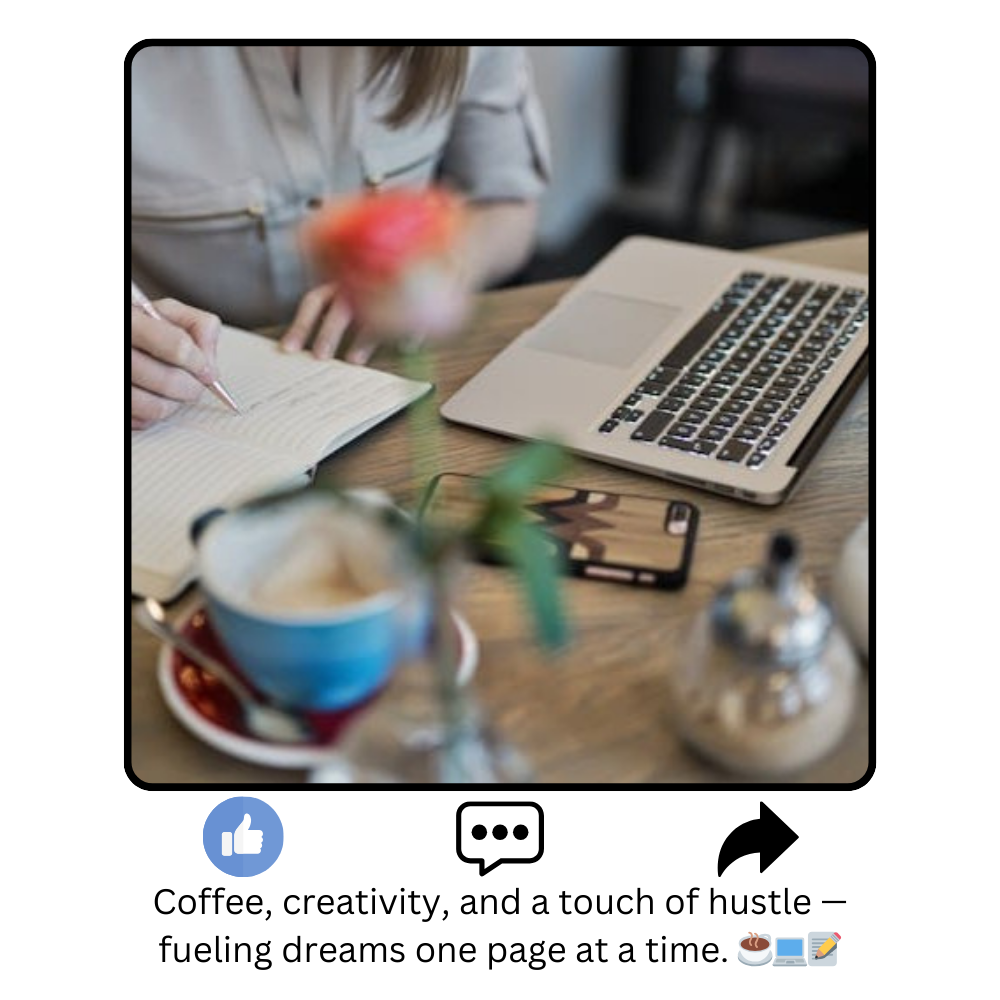 Coffee, creativity, and a touch of hustle —
fueling dreams one page at a time. ☕💻📝